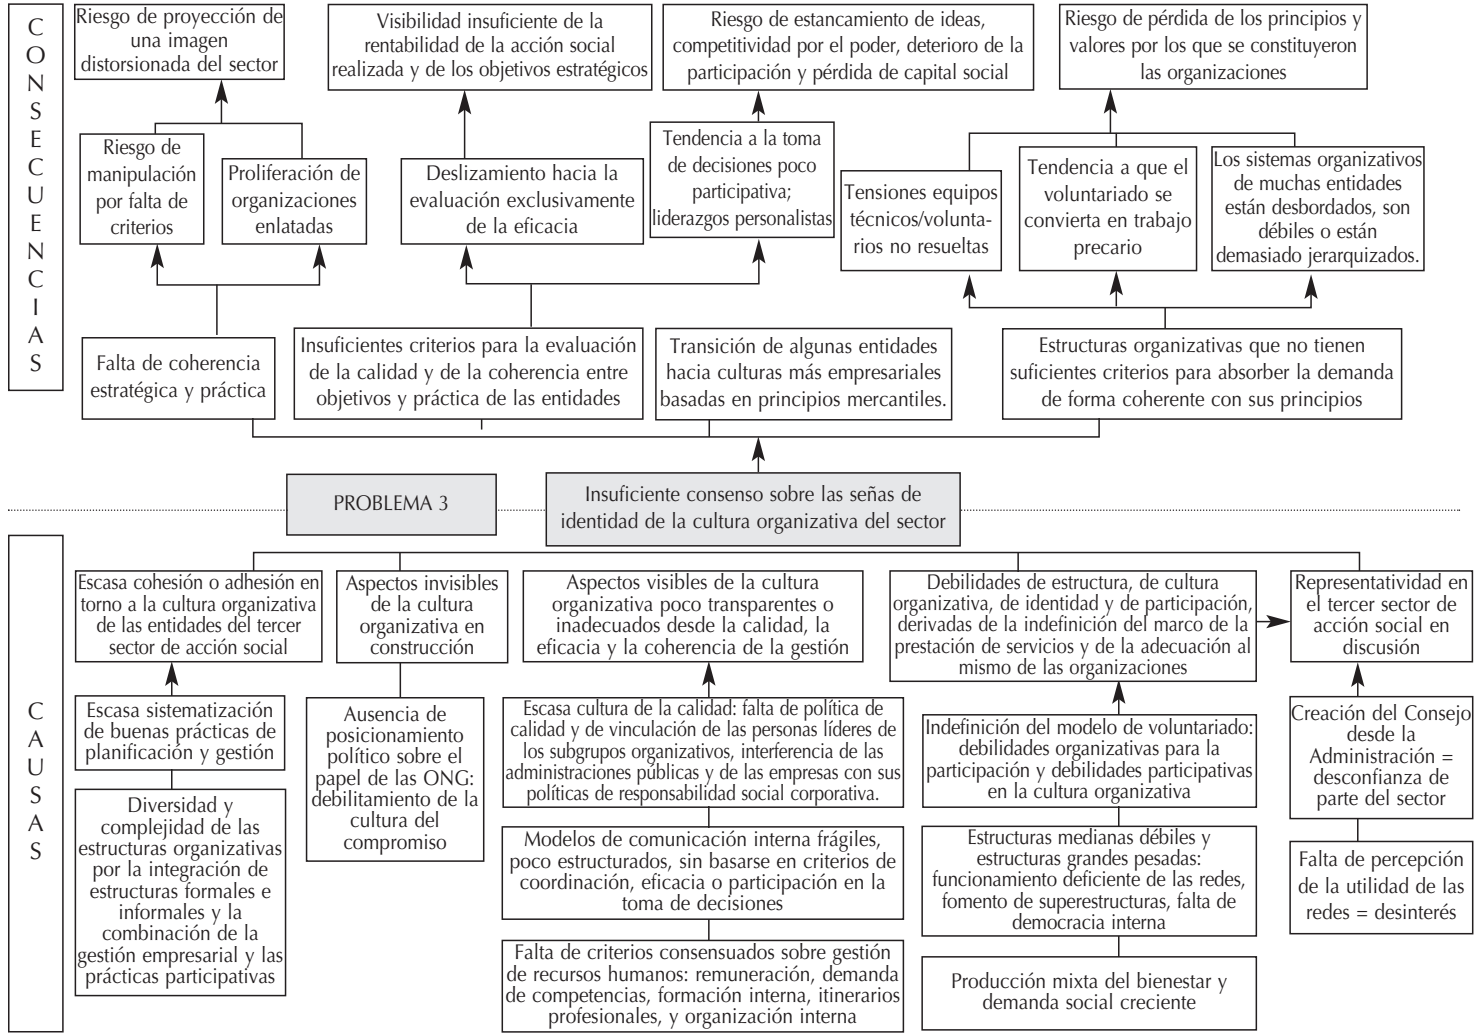 CONSECUENCIAS
Riesgo de proyección de
una imagen
distorsionada del sector
Visibilidad insuficiente de la
rentabilidad de la acción social
realizada y de los objetivos estratégicos
Riesgo de estancamiento de ideas,
competitividad por el poder, deterioro de la
participación y pérdida de capital social
Riesgo de pérdida de los principios y
valores por los que se constituyeron
las organizaciones
Riesgo de
manipulación
por falta de
criterios
Proliferación de
organizaciones
enlatadas
Deslizamiento hacia la
evaluación exclusivamente
de la eficacia
Tendencia a la toma
de decisiones poco
participativa;
liderazgos personalistas
Tensiones equipos
técnicos/volunta-
rios no resueltas
Tendencia a que el
voluntariado se
convierta en trabajo
precario
Los sistemas organizativos
de muchas entidades
están desbordados, son
débiles o están
demasiado jerarquizados.
Falta de coherencia
estratégica y práctica
Insuficientes criterios para la evaluación
de la calidad y de la coherencia entre
objetivos y práctica de las entidades
Transición de algunas entidades
hacia culturas más empresariales
basadas en principios mercantiles.
Estructuras organizativas que no tienen
suficientes criterios para absorber la demanda
de forma coherente con sus principios
PROBLEMA 3
Insuficiente consenso sobre las señas de
identidad de la cultura organizativa del sector
CAUSAS
Escasa cohesión o adhesión en
torno a la cultura organizativa
de las entidades del tercer
sector de acción social
Aspectos invisibles
de la cultura
organizativa en
construcción
Aspectos visibles de la cultura
organizativa poco transparentes o
inadecuados desde la calidad, la
eficacia y la coherencia de la gestión
Debilidades de estructura, de cultura
organizativa, de identidad y de participación,
derivadas de la indefinición del marco de la
prestación de servicios y de la adecuación al
mismo de las organizaciones
Representatividad en
el tercer sector de
acción social en
discusión
Escasa sistematización
de buenas prácticas de
planificación y gestión
Ausencia de
posicionamiento
político sobre el
papel de las ONG:
debilitamiento de la
cultura del
compromiso
Escasa cultura de la calidad: falta de política de
calidad y de vinculación de las personas líderes de
los subgrupos organizativos, interferencia de las
administraciones públicas y de las empresas con sus
políticas de responsabilidad social corporativa.
Indefinición del modelo de voluntariado:
debilidades organizativas para la
participación y debilidades participativas
en la cultura organizativa
Creación del Consejo
desde la
Administración =
desconfianza de
parte del sector
Diversidad y
complejidad de las
estructuras organizativas
por la integración de
estructuras formales e
informales y la
combinación de la
gestión empresarial y las
prácticas participativas
Modelos de comunicación interna frágiles,
poco estructurados, sin basarse en criterios de
coordinación, eficacia o participación en la
toma de decisiones
Estructuras medianas débiles y
estructuras grandes pesadas:
funcionamiento deficiente de las redes,
fomento de superestructuras, falta de
democracia interna
Falta de percepción
de la utilidad de las
redes = desinterés
Falta de criterios consensuados sobre gestión
de recursos humanos: remuneración, demanda
de competencias, formación interna, itinerarios
profesionales, y organización interna
Producción mixta del bienestar y
demanda social creciente